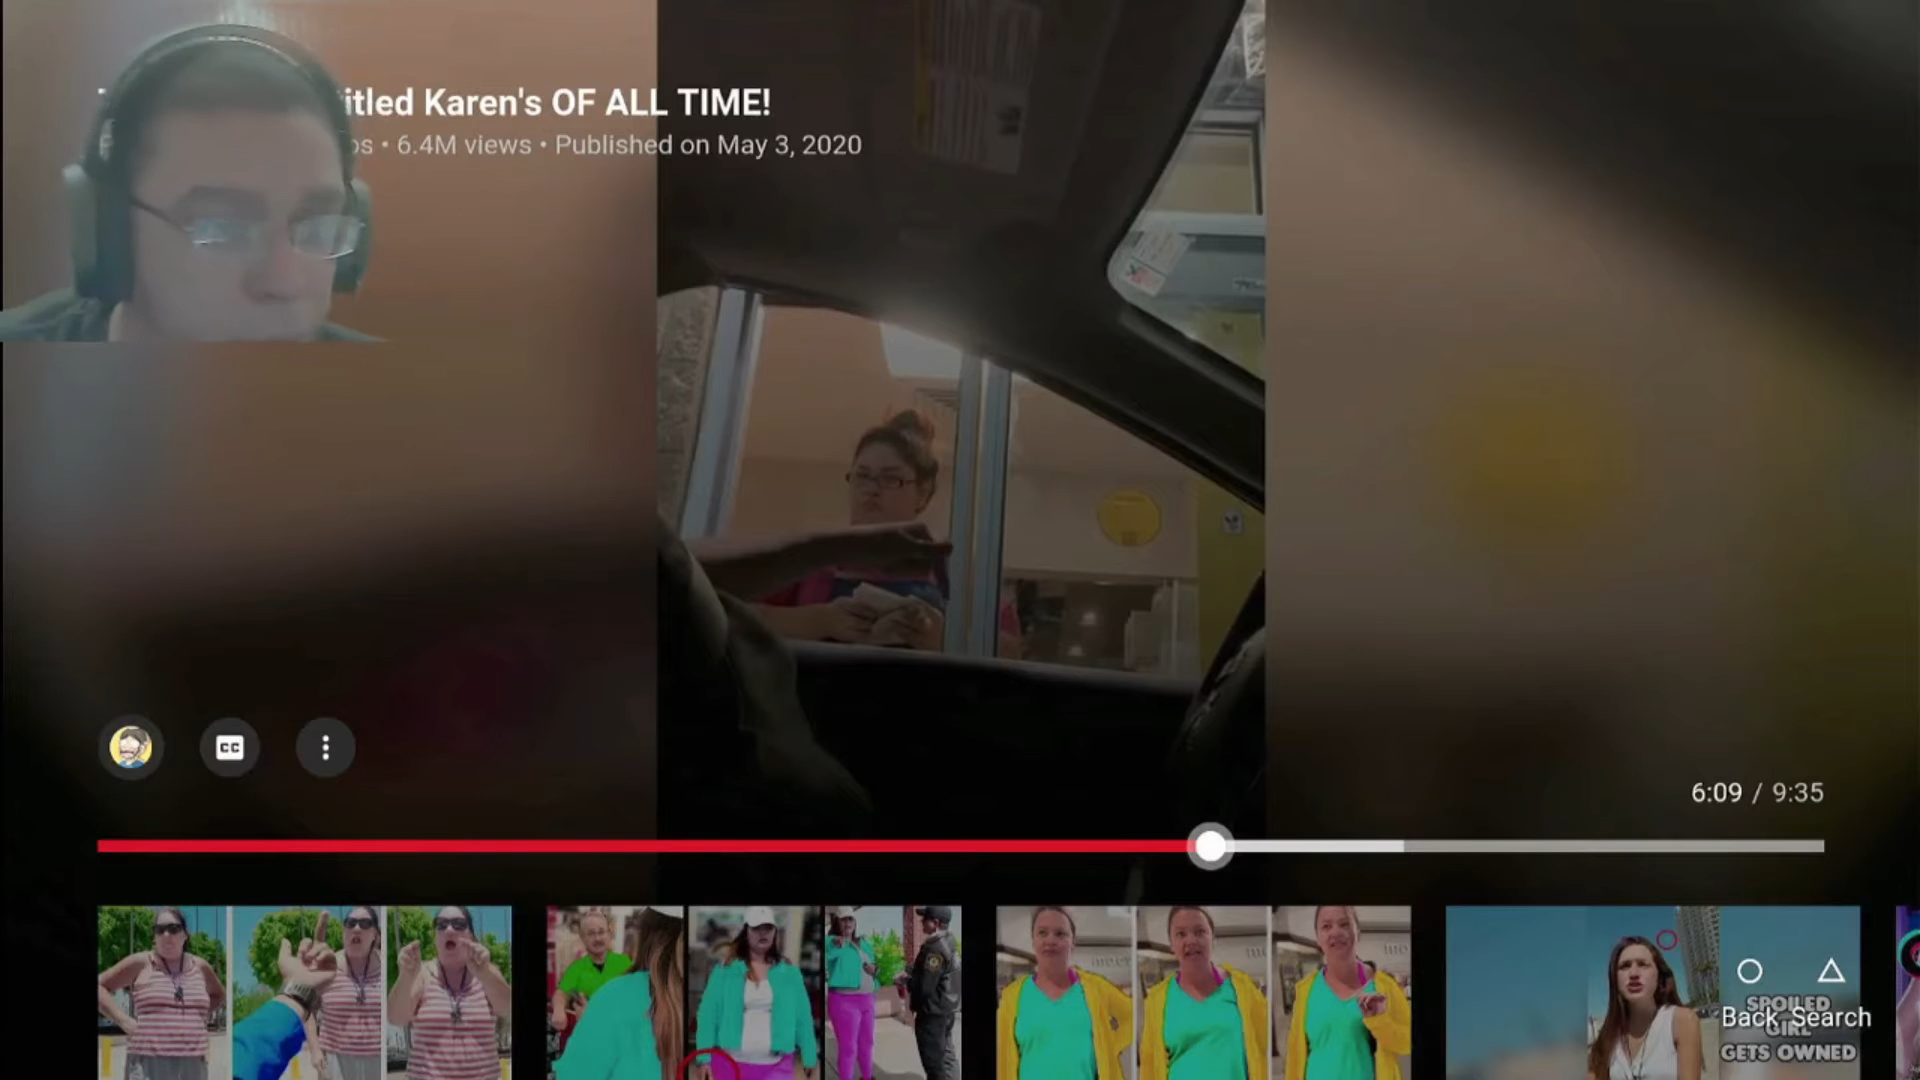 itled Karen's OF ALL TIME!
os • 6.4M views • Published on May 3, 2020
CC
6:09 / 9:35
SPOILED
GIRL
GETS OWNED
Back
Search